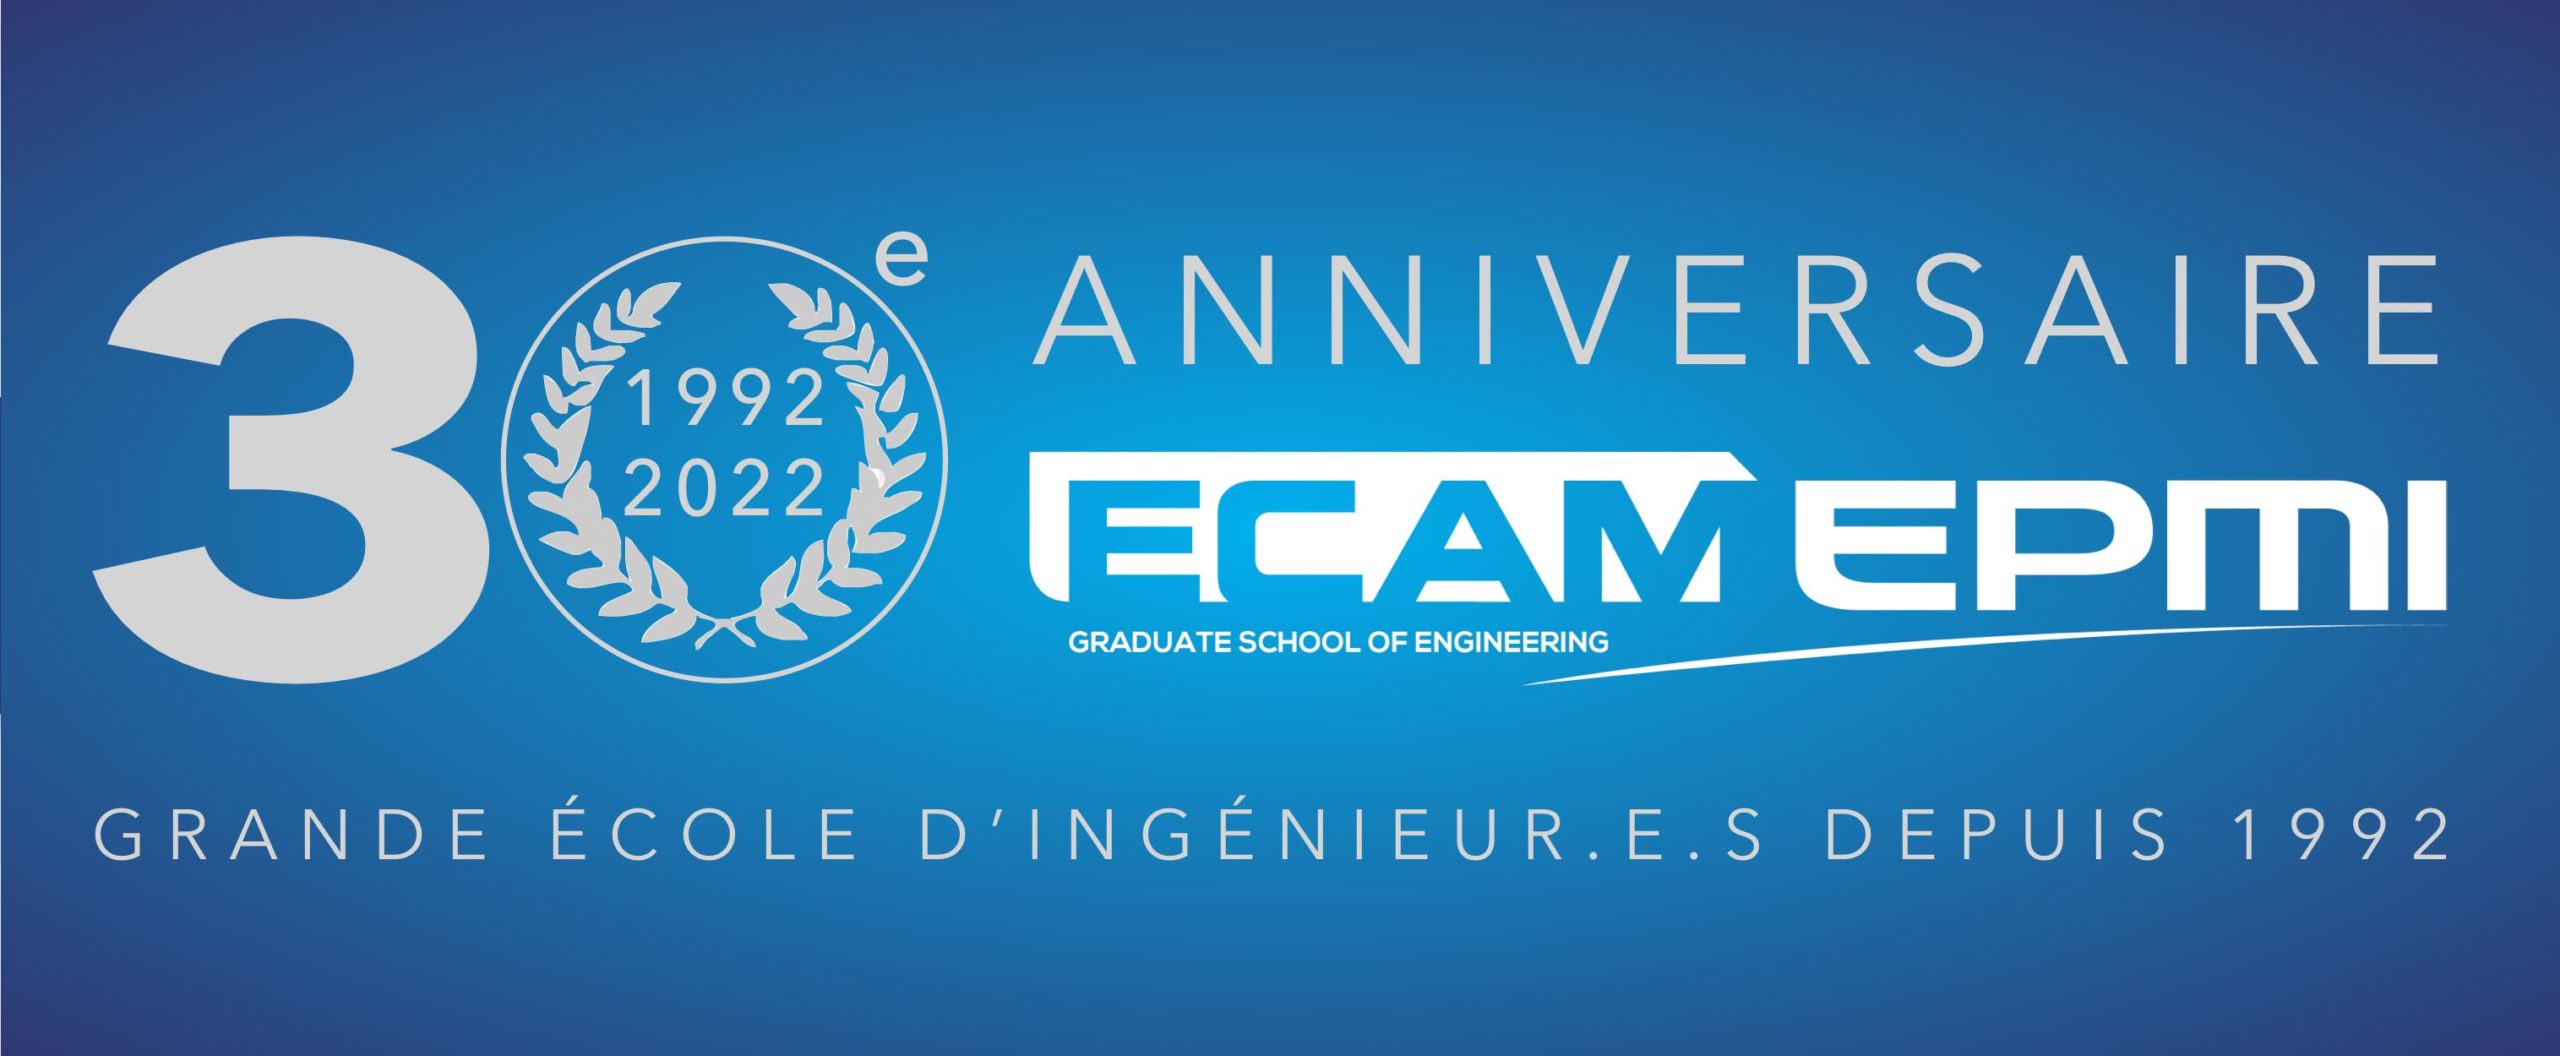 30e ANNIVERSAIRE
1992
2022
ECAM EPMI
GRADUATE SCHOOL OF ENGINEERING
GRANDE ÉCOLE D'INGÉNIEUR.E.S DEPUIS 1992